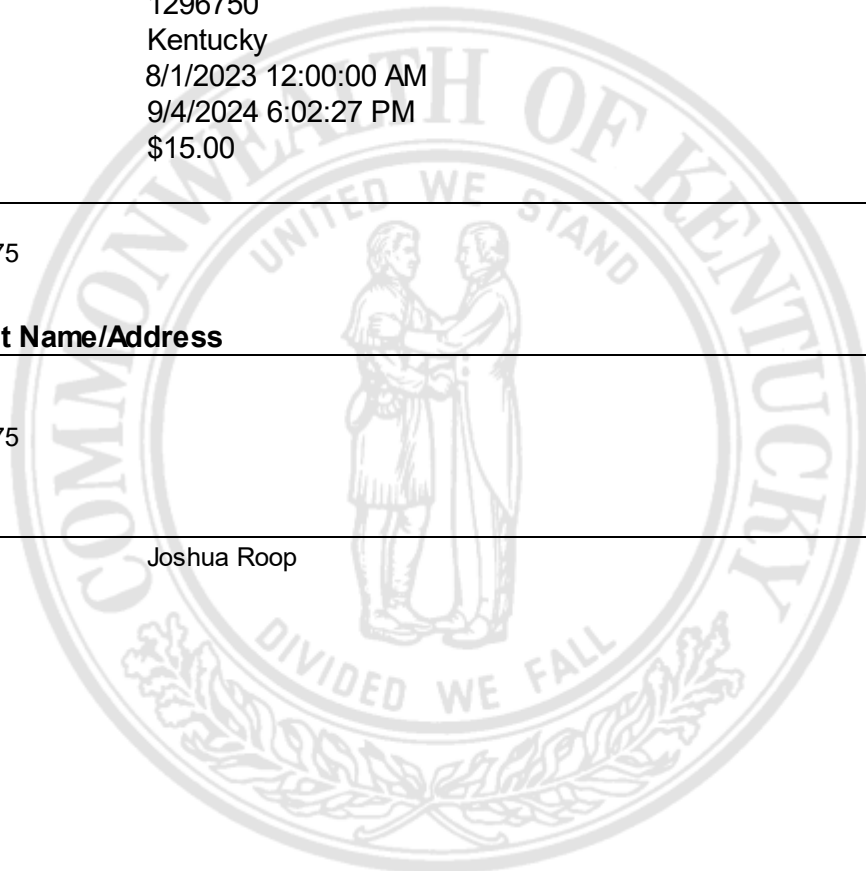 1296750
Kentucky
8/1/2023 12:00:00 AM
9/4/2024 6:02:27 PM
$15.00
75
t Name/Address
75
Joshua Roop
COMMONWEALTH OF KENTUCKY
UNITED WE STAND
DIVIDED WE FALL